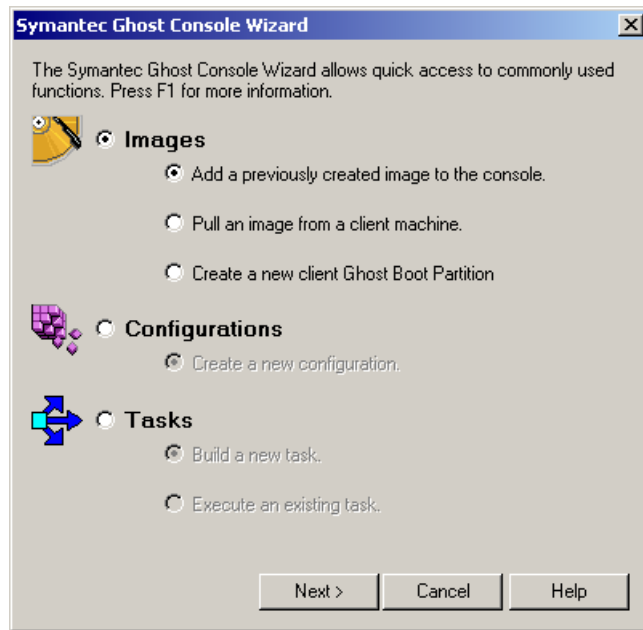 Symantec Ghost Console Wizard
The Symantec Ghost Console Wizard allows quick access to commonly used
functions. Press F1 for more information.
Images
Add a previously created image to the console.
Pull an image from a client machine.
Create a new client Ghost Boot Partition
Configurations
Create a new configuration.
Tasks
Build a new task.
Execute an existing task.
Next > Cancel Help